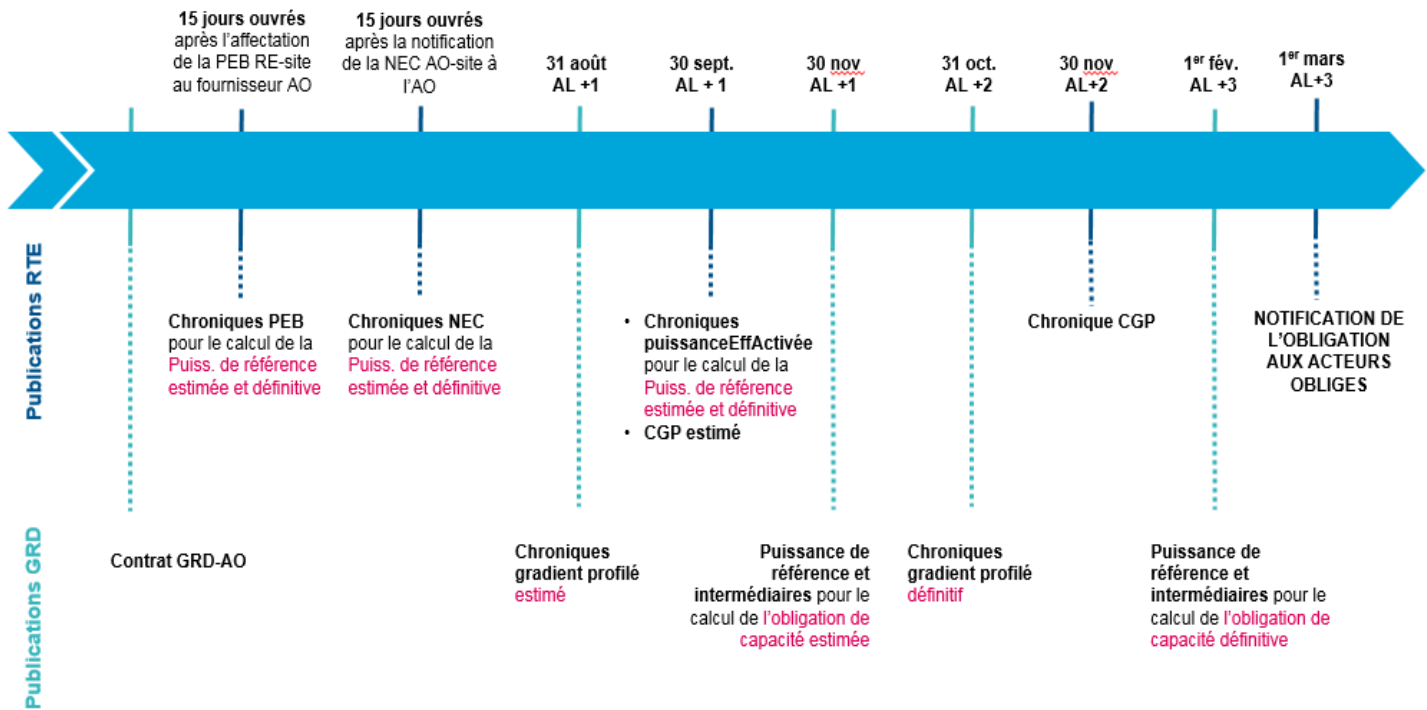 15 jours ouvrés
après l'affectation
de la PEB RE-site
au fournisseur AO
15 jours ouvrés
après la notification
de la NEC AO-site à
l'AO
31 août
AL +1
30 sept.
AL + 1
30 nov
AL +1
31 oct.
AL +2
30 nov
AL+2
1er fév.
AL +3
1er mars
AL+3
Publications RTE
Chroniques PEB
pour le calcul de la
Puiss. de référence
estimée et définitive
Chroniques NEC
pour le calcul de la
Puiss. de référence
estimée et définitive
• Chroniques
puissanceEffActivée
pour le calcul de la
Puiss. de référence
estimée et définitive
• CGP estimé
Chronique CGP
NOTIFICATION DE
L'OBLIGATION
AUX ACTEURS
OBLIGES
Publications GRD
Contrat GRD-AO
Chroniques
gradient profilé
estimé
Puissance de
référence et
intermédiaires pour le
calcul de l'obligation de
capacité estimée
Chroniques
gradient profilé
définitif
Puissance de
référence et
intermédiaires pour le
calcul de l'obligation de
capacité définitive